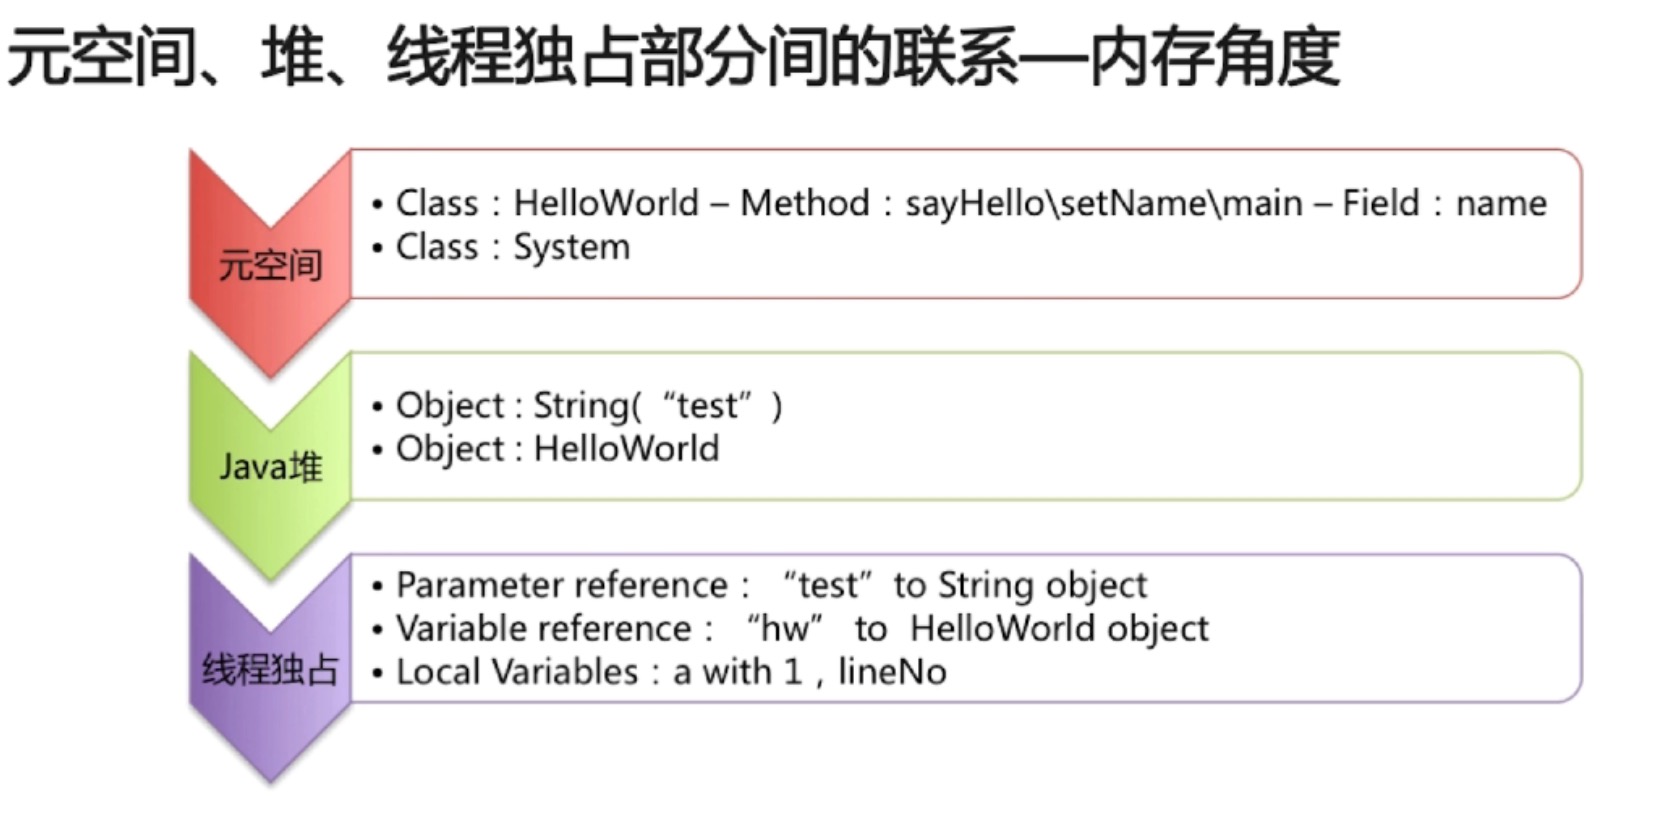 元空间、堆、线程独占部分间的联系—内存角度
元空间
• Class：HelloWorld – Method：sayHello\setName\main – Field：name
• Class：System
Java堆
• Object : String(“test”)
• Object : HelloWorld
线程独占
• Parameter reference：“test” to String object
• Variable reference：“hw” to HelloWorld object
• Local Variables：a with 1 , lineNo